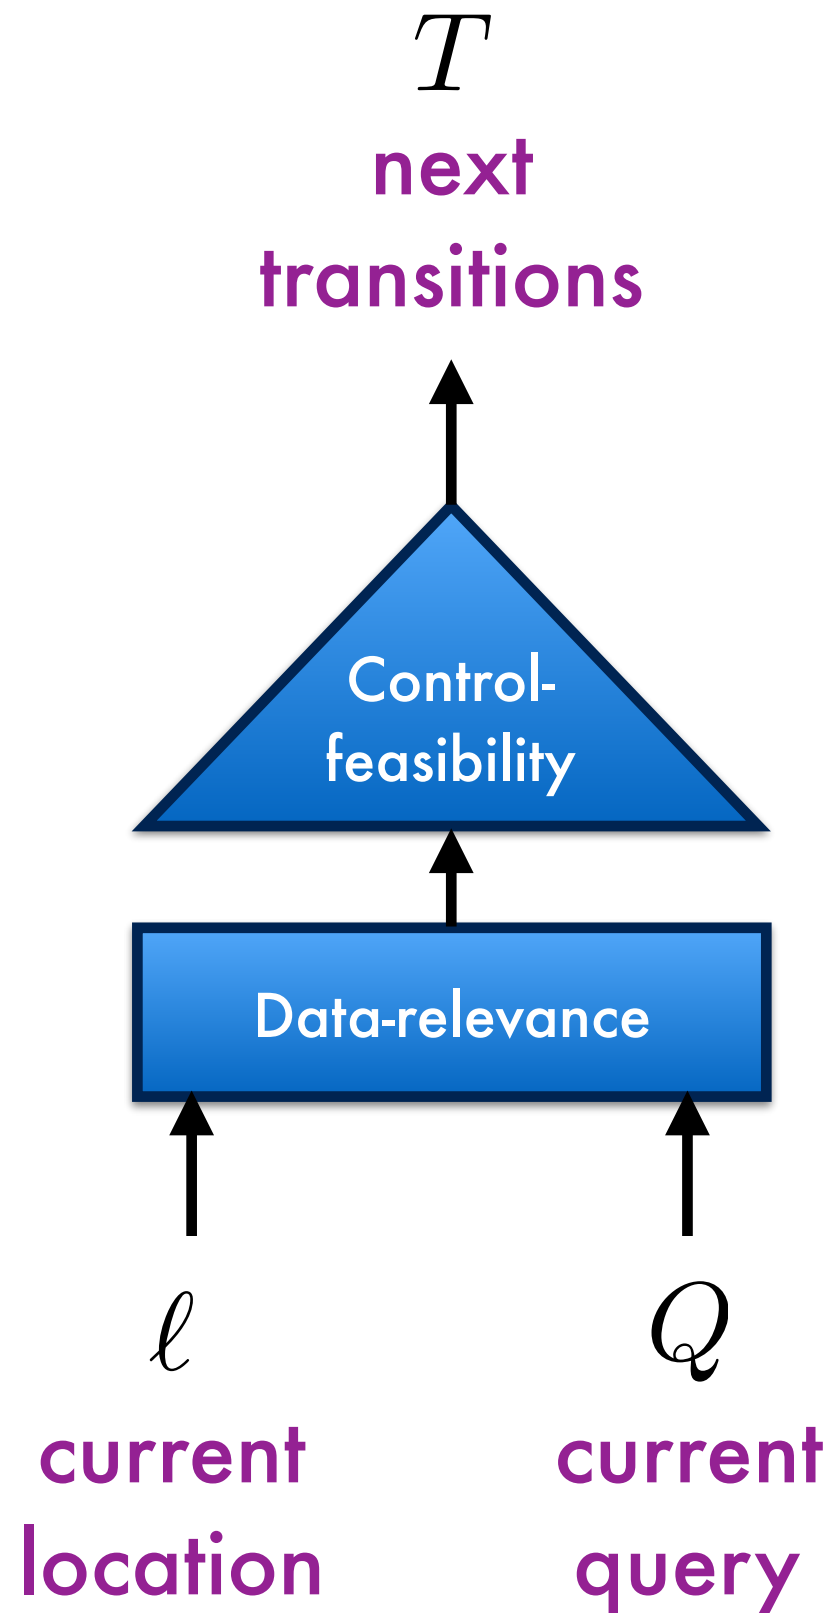 T
next
transitions
Control-
feasibility
Data-relevance
ℓ
current
location
Q
current
query